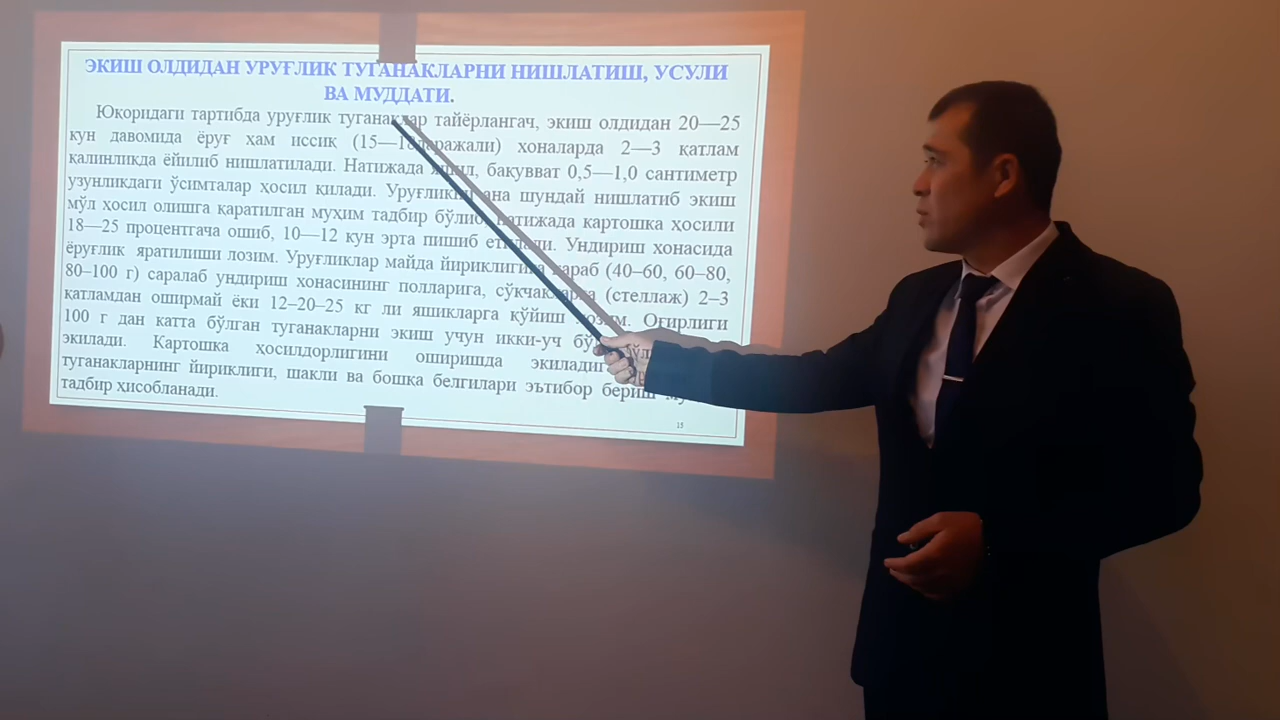 ЭКИШ ОЛДИДАН УРУҒЛИК ТУГАНАКЛАРНИ НИШЛАТИШ, УСУЛИ
ВА МУДДАТИ.
Юқоридаги тартибда уруғлик туганаклар тайёрлангач, экиш олдидан 20—25
кун давомида ёруғ хам иссиқ (15—18даражали) хоналарда 2—3 қатлам
қалинликда ёйилиб нишлатилади. Натижада яшил, бақувват 0,5—1,0 сантиметр
узунликдаги ўсимталар ҳосил қилади. Уруғликни ана шундай нишлатиб экиш
мўл ҳосил олишга қаратилган муҳим тадбир бўлиб, натижада картошка ҳосили
18—25 процентгача ошиб, 10—12 кун эрта пишиб етилади. Ундириш хонасида
ёруғлик яратилиши лозим. Уруғликлар майда йириклигига қараб (40–60, 60–80,
80–100 г) саралаб ундириш хонасининг полларига, сўкчакларга (стеллаж) 2–3
қатламдан оширмай ёки 12–20–25 кг ли яшикларга қўйиш лозим. Оғирлиги
100 г дан катта бўлган туганакларни экиш учун икки-уч
экилади. Картошка ҳосилдорлигини оширишда
туганакларнинг йириклиги, шакли ва бошка белгилари эътибор бериш
тадбир ҳисобланади.
15